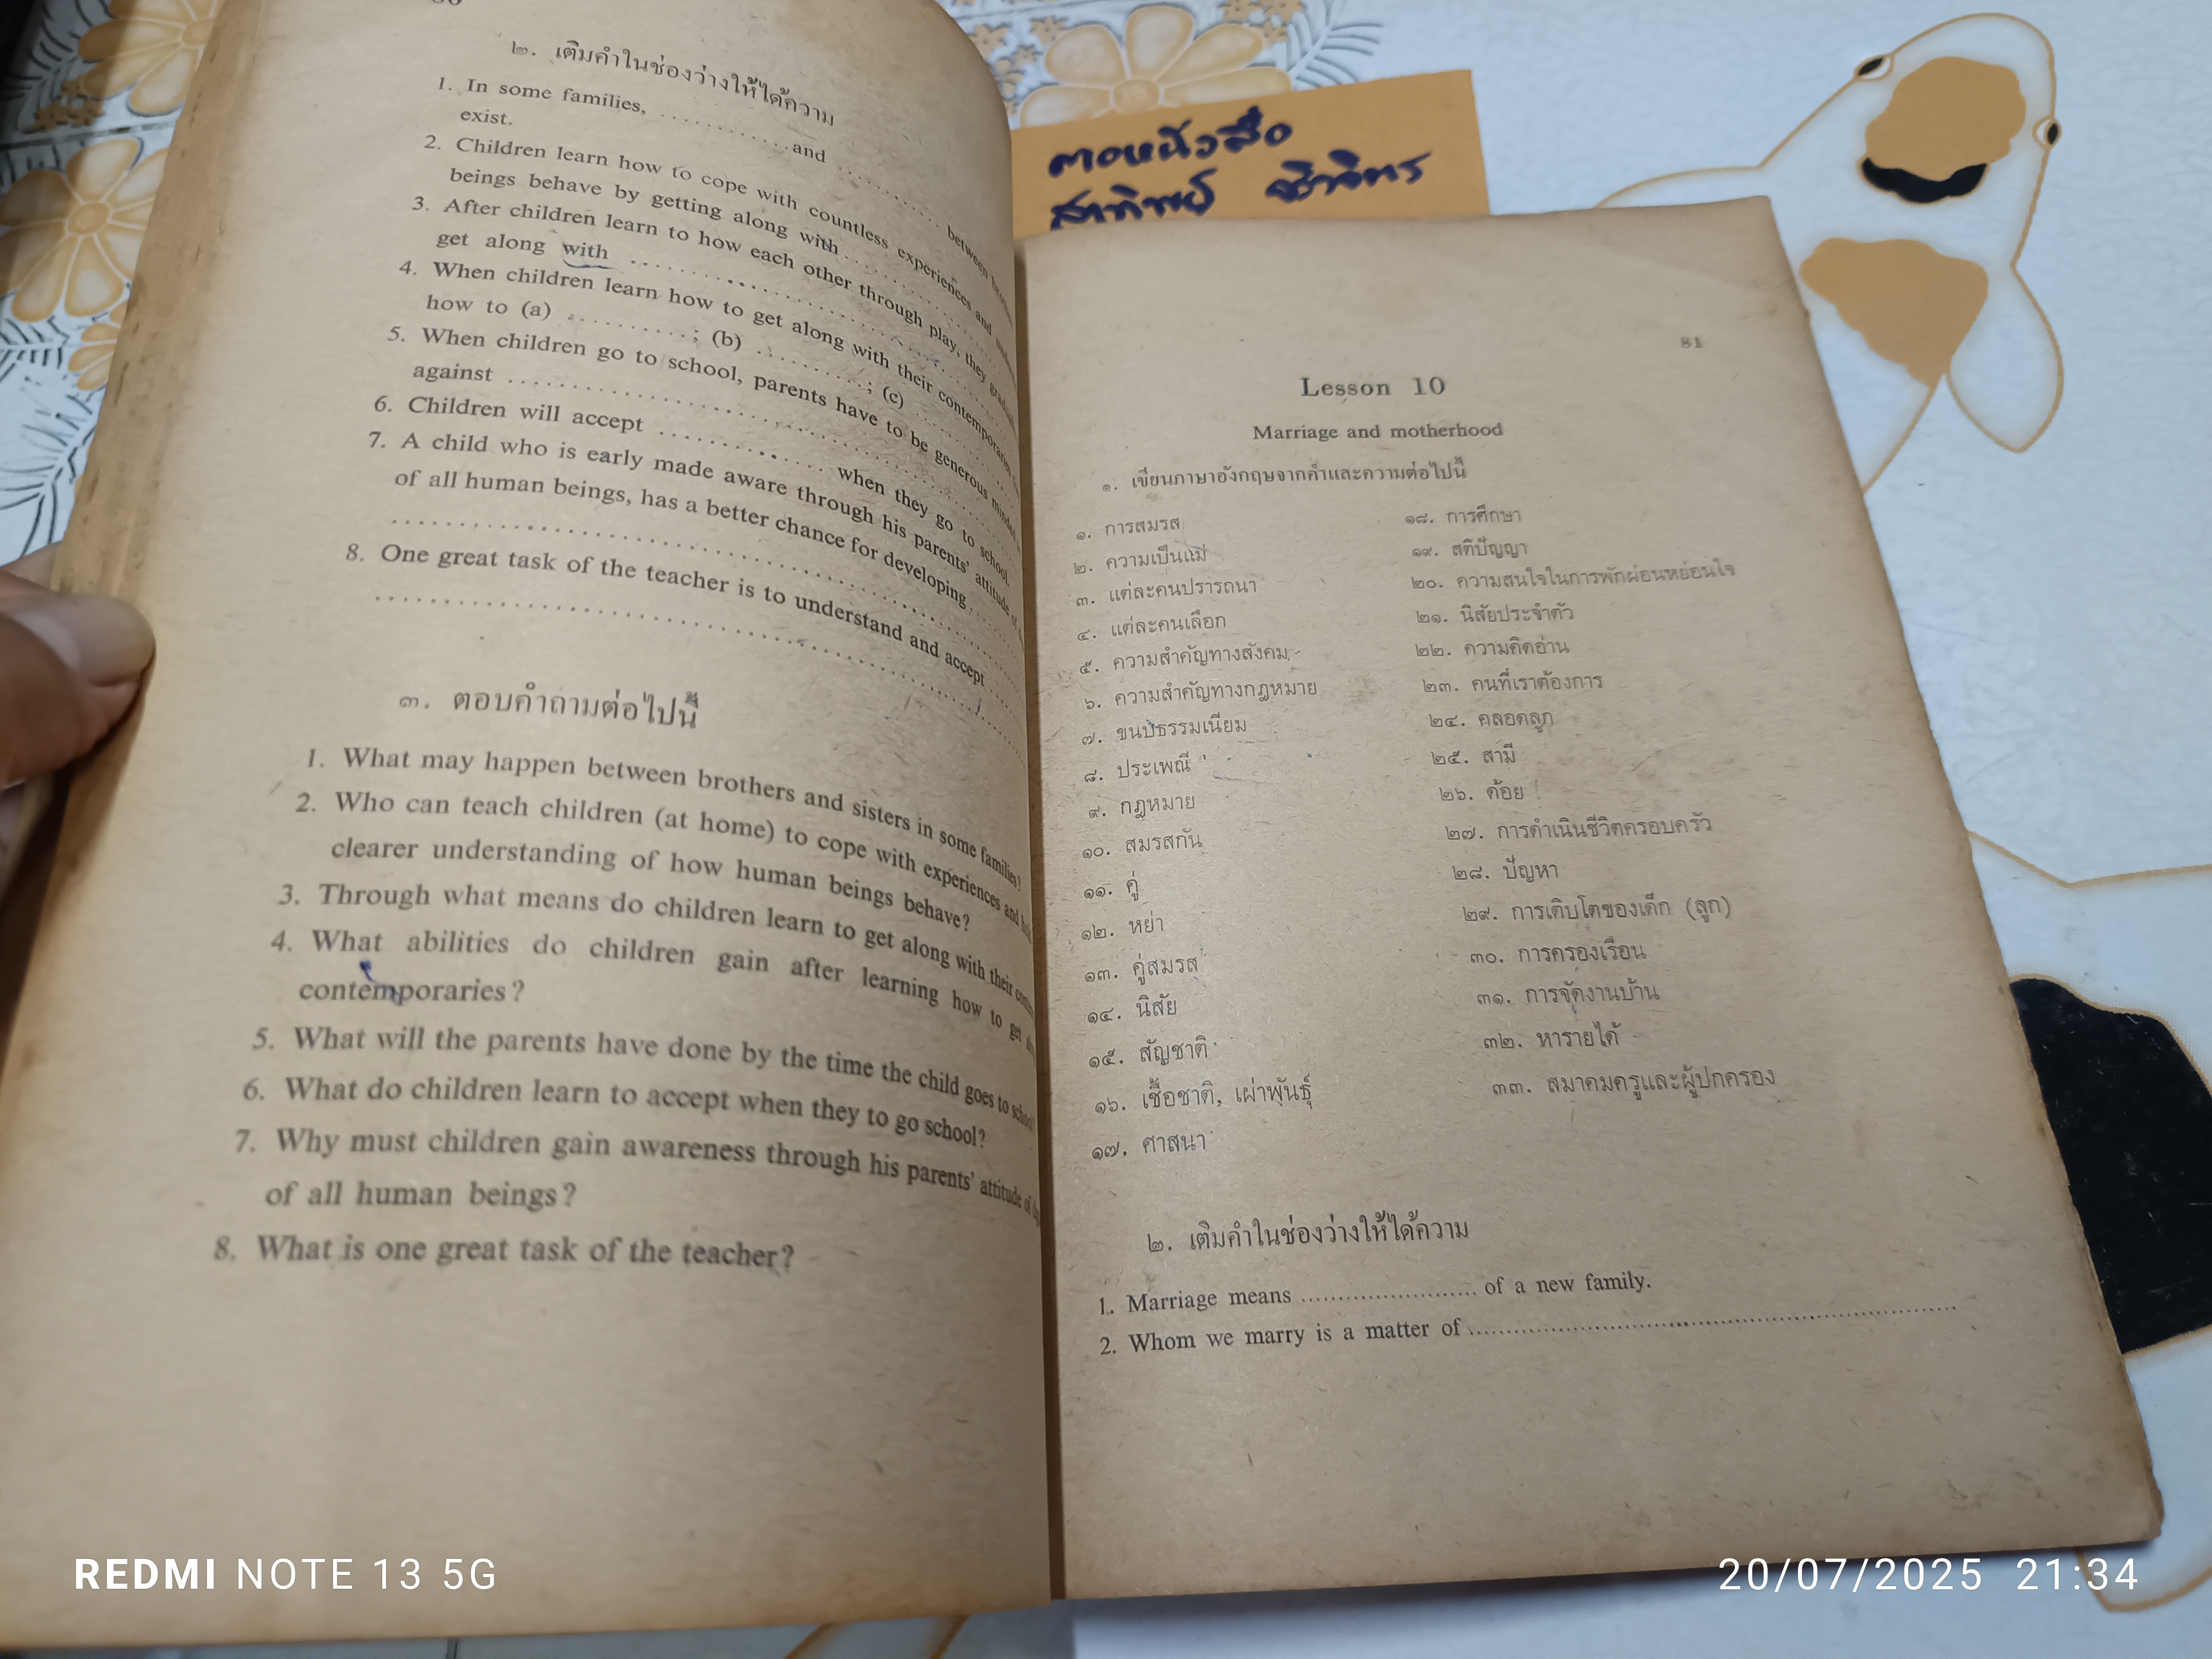 ๒. เติมคำในช่องว่างให้ได้ความ
1. In some families, ............and ............ between
exist.
2. Children learn how to cope with countless experiences and
beings behave by getting along with ............
3. After children learn to how each other through play, they
get along with ............
4. When children learn how to get along with their contemporaries
how to (a) ............; (b) ............; (c) ............
5. When children go to school, parents have to be generous minded
against ............
6. Children will accept ............ when they go to school.
7. A child who is early made aware through his parents' attitude
of all human beings, has a better chance for developing ............
............
8. One great task of the teacher is to understand and accept ............
............
๓. ตอบคำถามต่อไปนี้
1. What may happen between brothers and sisters in some families?
2. Who can teach children (at home) to cope with experiences and
clearer understanding of how human beings behave?
3. Through what means do children learn to get along with their
4. What abilities do children gain after learning how to get
contemporaries?
5. What will the parents have done by the time the child goes to school?
6. What do children learn to accept when they to go school?
7. Why must children gain awareness through his parents' attitude of
of all human beings?
8. What is one great task of the teacher?
81
Lesson 10
Marriage and motherhood
๑. เขียนภาษาอังกฤษจากคำและความต่อไปนี้
๑. การสมรส
๒. ความเป็นแม่
๓. แต่ละคนปรารถนา
๔. แต่ละคนเลือก
๕. ความสำคัญทางสังคม
๖. ความสำคัญทางกฎหมาย
๗. ขนบธรรมเนียม
๘. ประเพณี
๙. กฎหมาย
๑๐. สมรสกัน
๑๑. คู่
๑๒. หย่า
๑๓. คู่สมรส
๑๔. นิสัย
๑๕. สัญชาติ
๑๖. เชื้อชาติ, เผ่าพันธุ์
๑๗. ศาสนา
๑๘. การศึกษา
๑๙. สติปัญญา
๒๐. ความสนใจในการพักผ่อนหย่อนใจ
๒๑. นิสัยประจำตัว
๒๒. ความคิดอ่าน
๒๓. คนที่เราต้องการ
๒๔. คลอดลูก
๒๕. สามี
๒๖. ด้อย
๒๗. การดำเนินชีวิตครอบครัว
๒๘. ปัญหา
๒๙. การเติบโตของเด็ก (ลูก)
๓๐. การครองเรือน
๓๑. การจัดงานบ้าน
๓๒. หารายได้
๓๓. สมาคมครูและผู้ปกครอง
๒. เติมคำในช่องว่างให้ได้ความ
1. Marriage means ........................ of a new family.
2. Whom we marry is a matter of ........................
REDMI NOTE 13 5G
20/07/2025 21:34